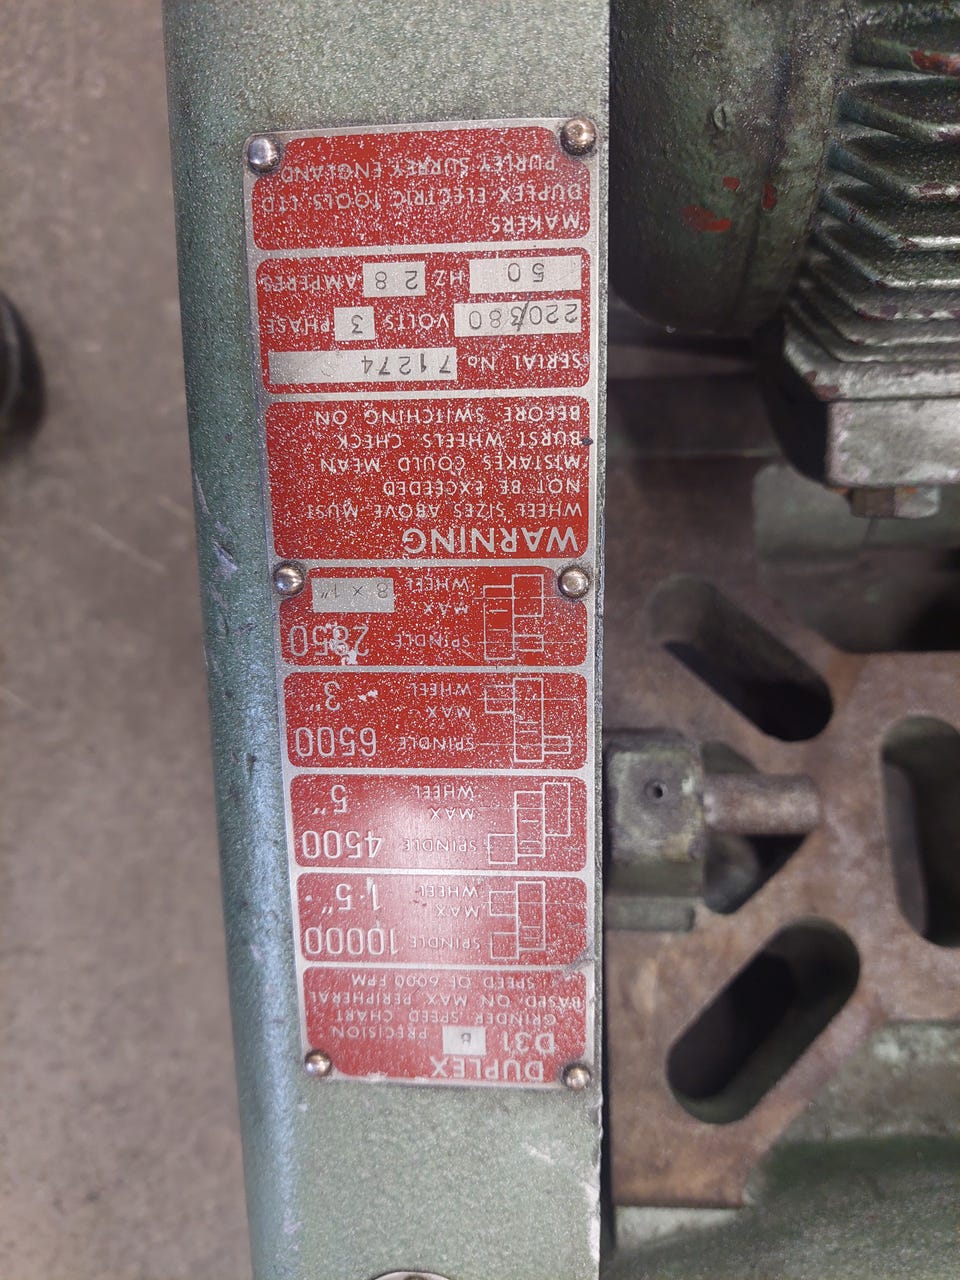 DUPLEX
D31 B PRECISION
GRINDER SPEED CHART
BASED ON MAX PERIPHERAL
SPEED OF 6000 FPM
SPINDLE 10000
MAX
WHEEL 1·5"
SPINDLE 4500
MAX
WHEEL 5"
SPINDLE 6500
MAX
WHEEL 3"
SPINDLE 2850
MAX
WHEEL 8 × 1"
WARNING
WHEEL SIZES ABOVE MUST
NOT BE EXCEEDED
MISTAKES COULD MEAN
BURST WHEELS CHECK
BEFORE SWITCHING ON
SERIAL No 71274
220/380 VOLTS 3 PHASE
50 HZ 2 8 AMPERES
MAKERS
DUPLEX ELECTRIC TOOLS LTD
PURLEY SURREY ENGLAND